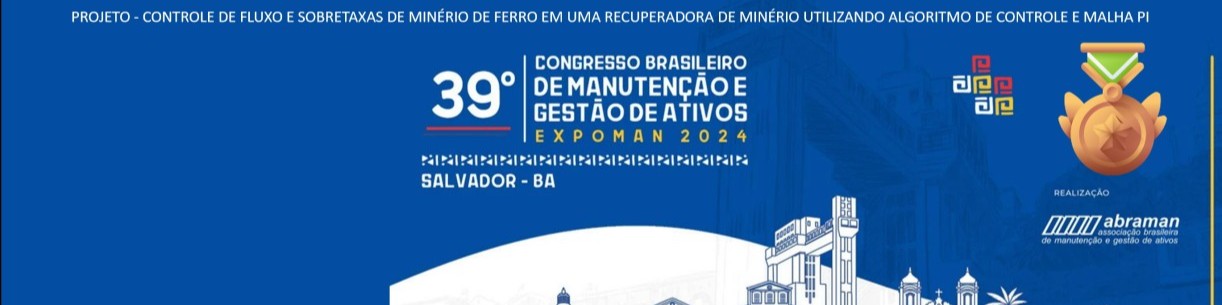 PROJETO - CONTROLE DE FLUXO E SOBRETAXAS DE MINÉRIO DE FERRO EM UMA RECUPERADORA DE MINÉRIO UTILIZANDO ALGORITMO DE CONTROLE E MALHA PI
39º
CONGRESSO BRASILEIRO
DE MANUTENÇÃO E
GESTÃO DE ATIVOS
EXPOMAN 2024
SALVADOR - BA
REALIZAÇÃO
abraman
associação brasileira
de manutenção e gestão de ativos